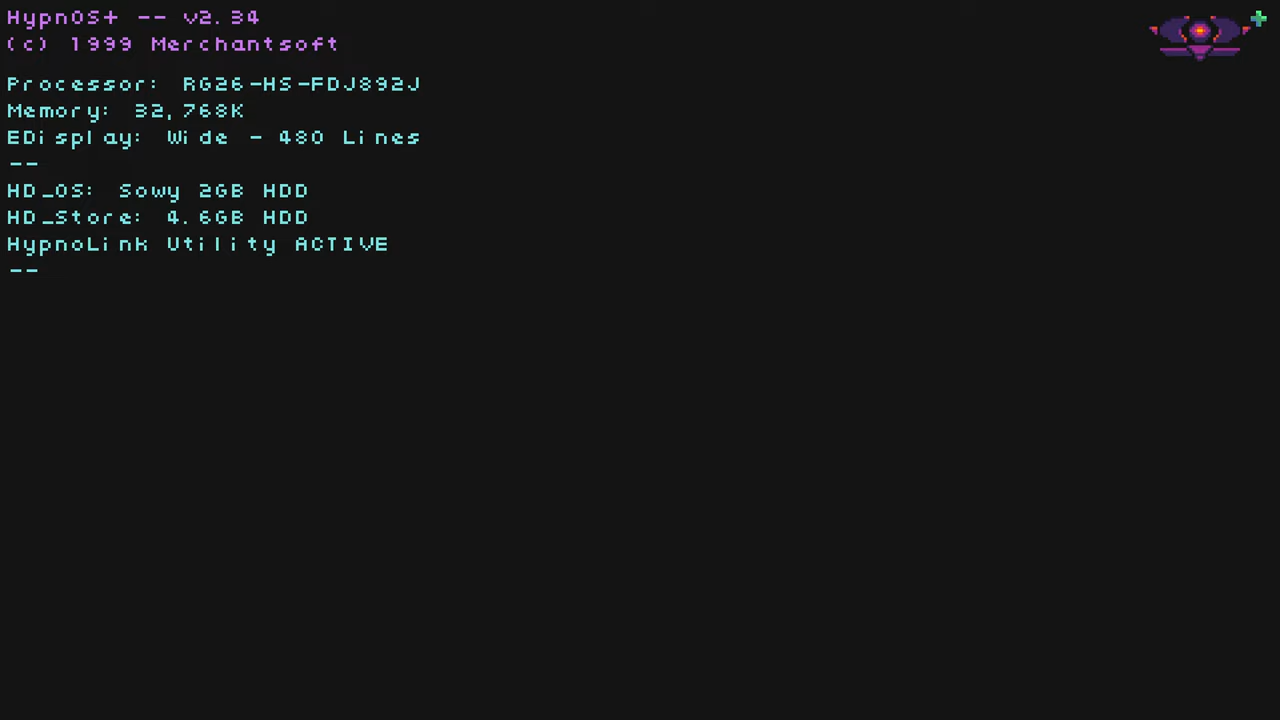 HypnOS+ -- v2.34
(c) 1999 Merchantsoft
Processor: RG26-HS-FDJ892J
Memory: 32,768K
EDisplay: Wide - 480 Lines
--
HD_OS: Sowy 2GB HDD
HD_Store: 4.6GB HDD
HypnoLink Utility ACTIVE
--